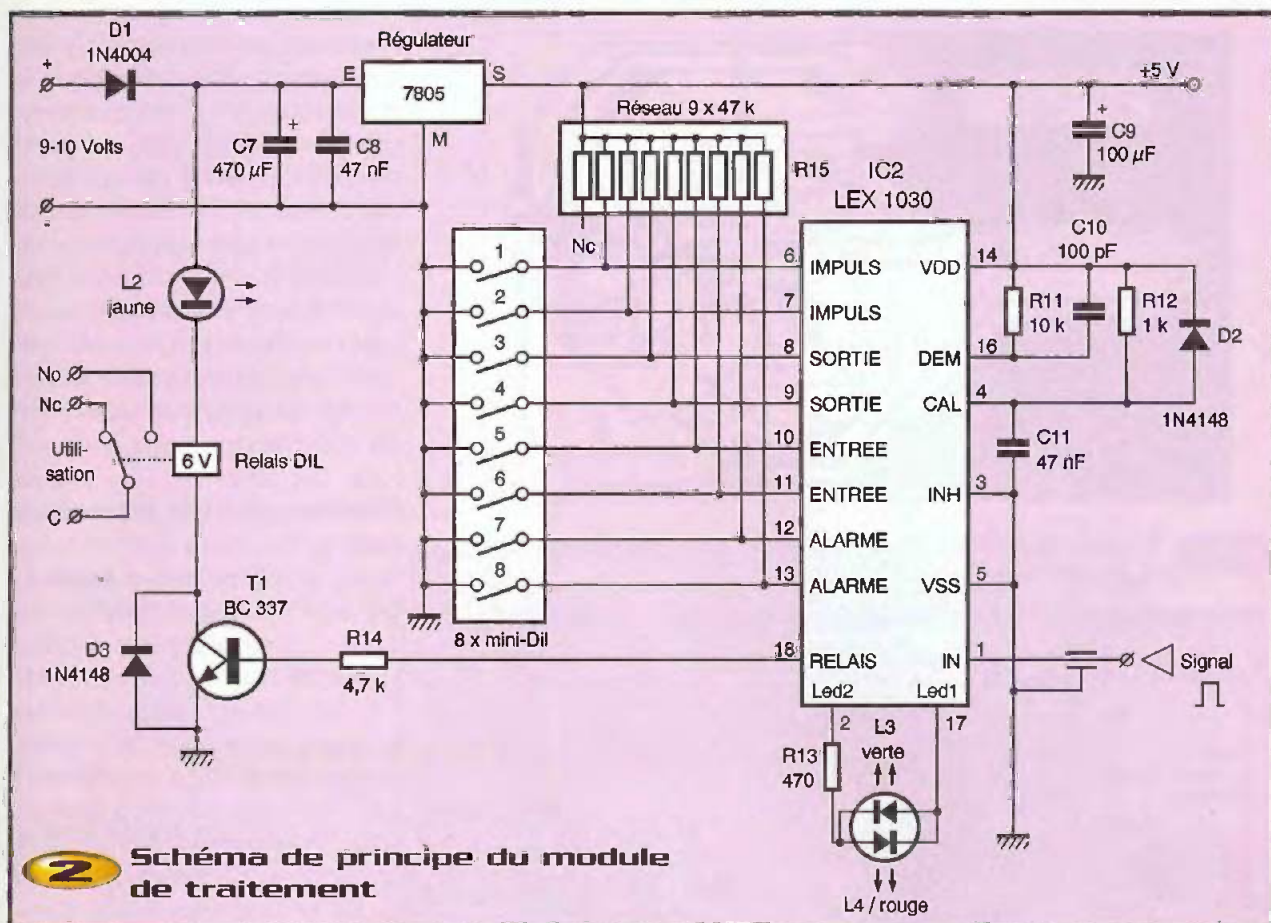 D1
1N4004
Régulateur
+
E
7805
S
+5 V
M
9-10 Volts
-
+
C7
470 µF
C8
47 nF
Réseau 9 x 47 k
R15
Nc
+
C9
100 µF
IC2
LEX 1030
C10
100 pF
L2
jaune
1
2
3
4
5
6
7
8
8 x mini-Dil
6 IMPULS VDD 14
7 IMPULS
8 SORTIE DEM 16
9 SORTIE CAL 4
10 ENTREE
11 ENTREE INH 3
12 ALARME
13 ALARME VSS 5
18 RELAIS IN 1
Led2 Led1
2
17
R11
10 k
R12
1 k
D2
1N4148
C11
47 nF
Signal
No
Nc
Utili-
sation
C
6 V
Relais DIL
T1
BC 337
D3
1N4148
R14
4,7 k
R13
470
L3
verte
L4 / rouge
2 Schéma de principe du module
de traitement